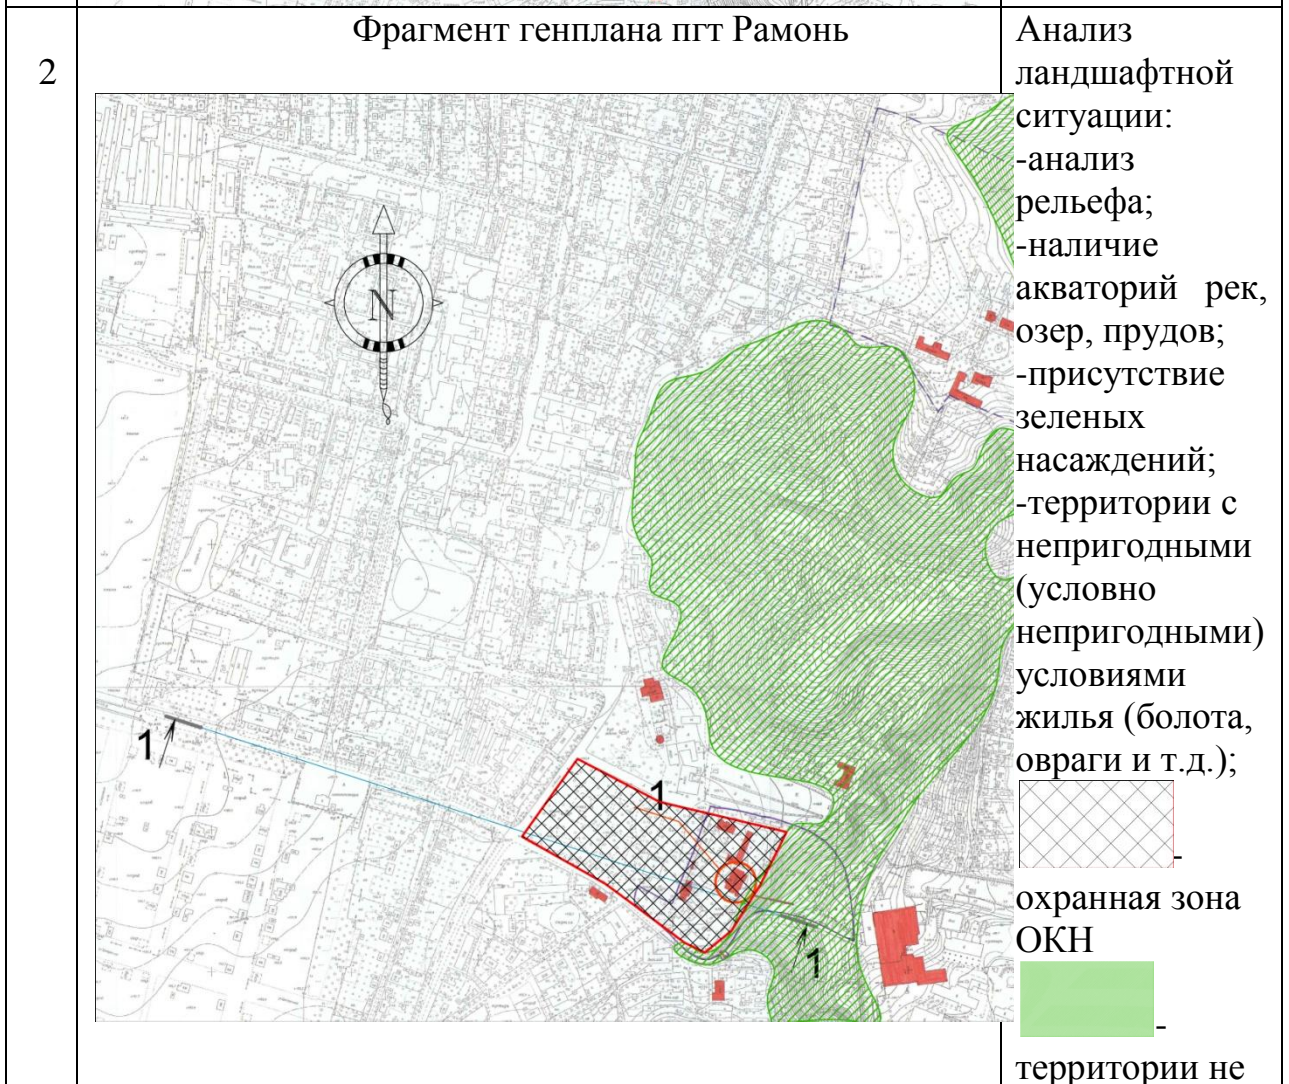 2
Фрагмент генплана пгт Рамонь
N
1
1
1
Анализ
ландшафтной
ситуации:
-анализ
рельефа;
-наличие
акваторий рек,
озер, прудов;
-присутствие
зеленых
насаждений;
-территории с
непригодными
(условно
непригодными)
условиями
жилья (болота,
овраги и т.д.);
-
охранная зона
ОКН
-
территории не